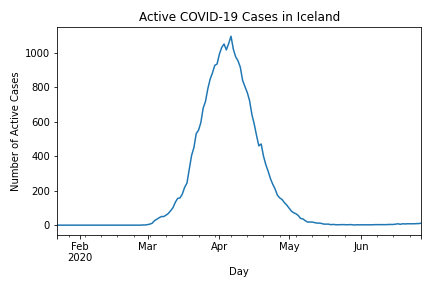 Active COVID-19 Cases in Iceland
Number of Active Cases
1000
800
600
400
200
0
Feb Mar Apr May Jun
2020
Day